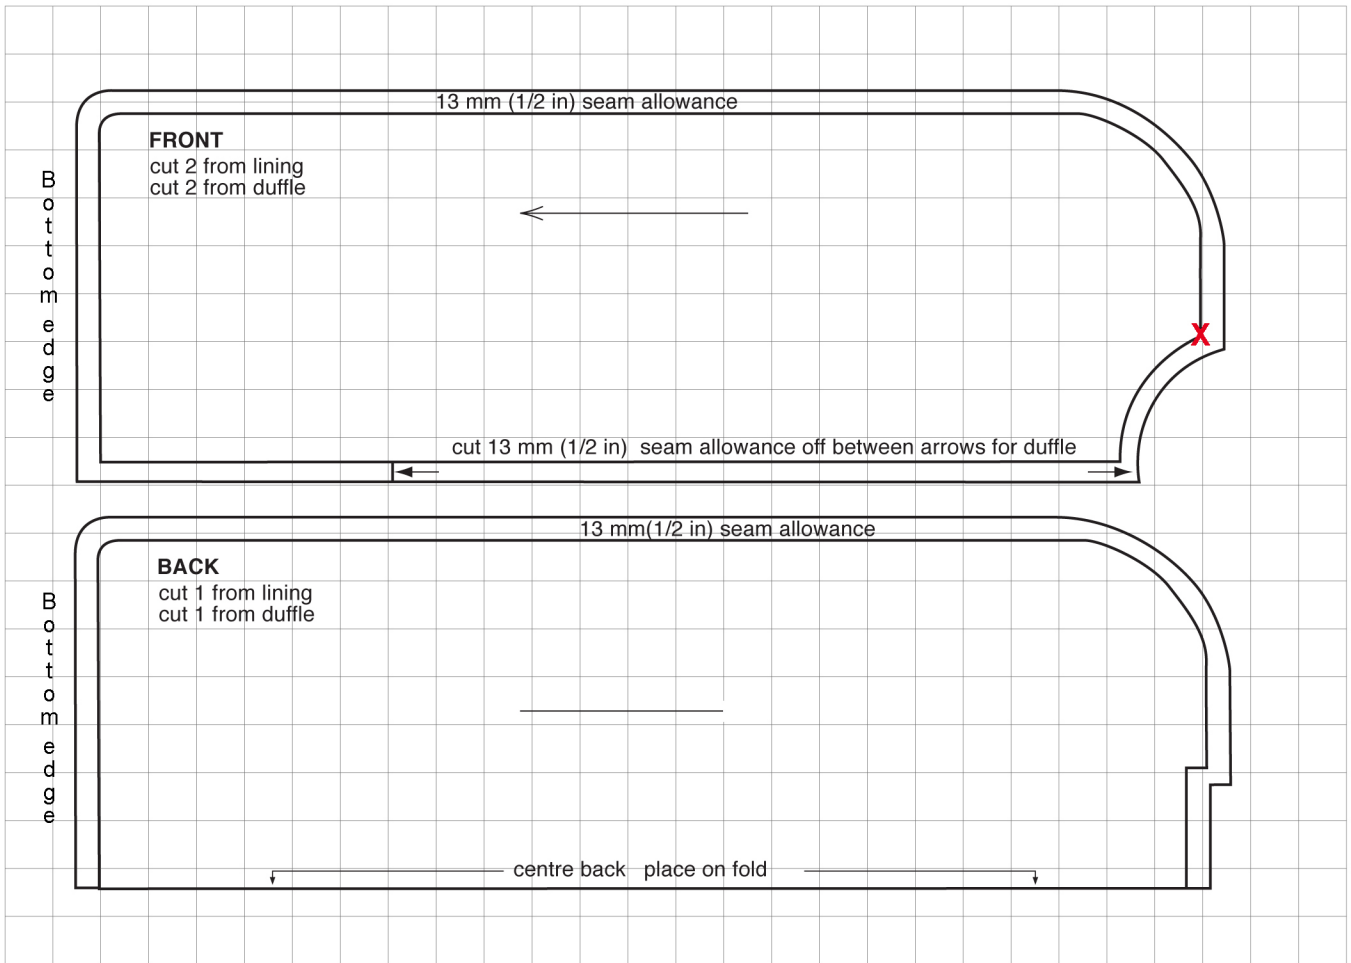 13 mm (1/2 in) seam allowance
FRONT
cut 2 from lining
cut 2 from duffle
Bottom edge
X
cut 13 mm (1/2 in)  seam allowance off between arrows for duffle
13 mm(1/2 in) seam allowance
BACK
cut 1 from lining
cut 1 from duffle
Bottom edge
centre back   place on fold